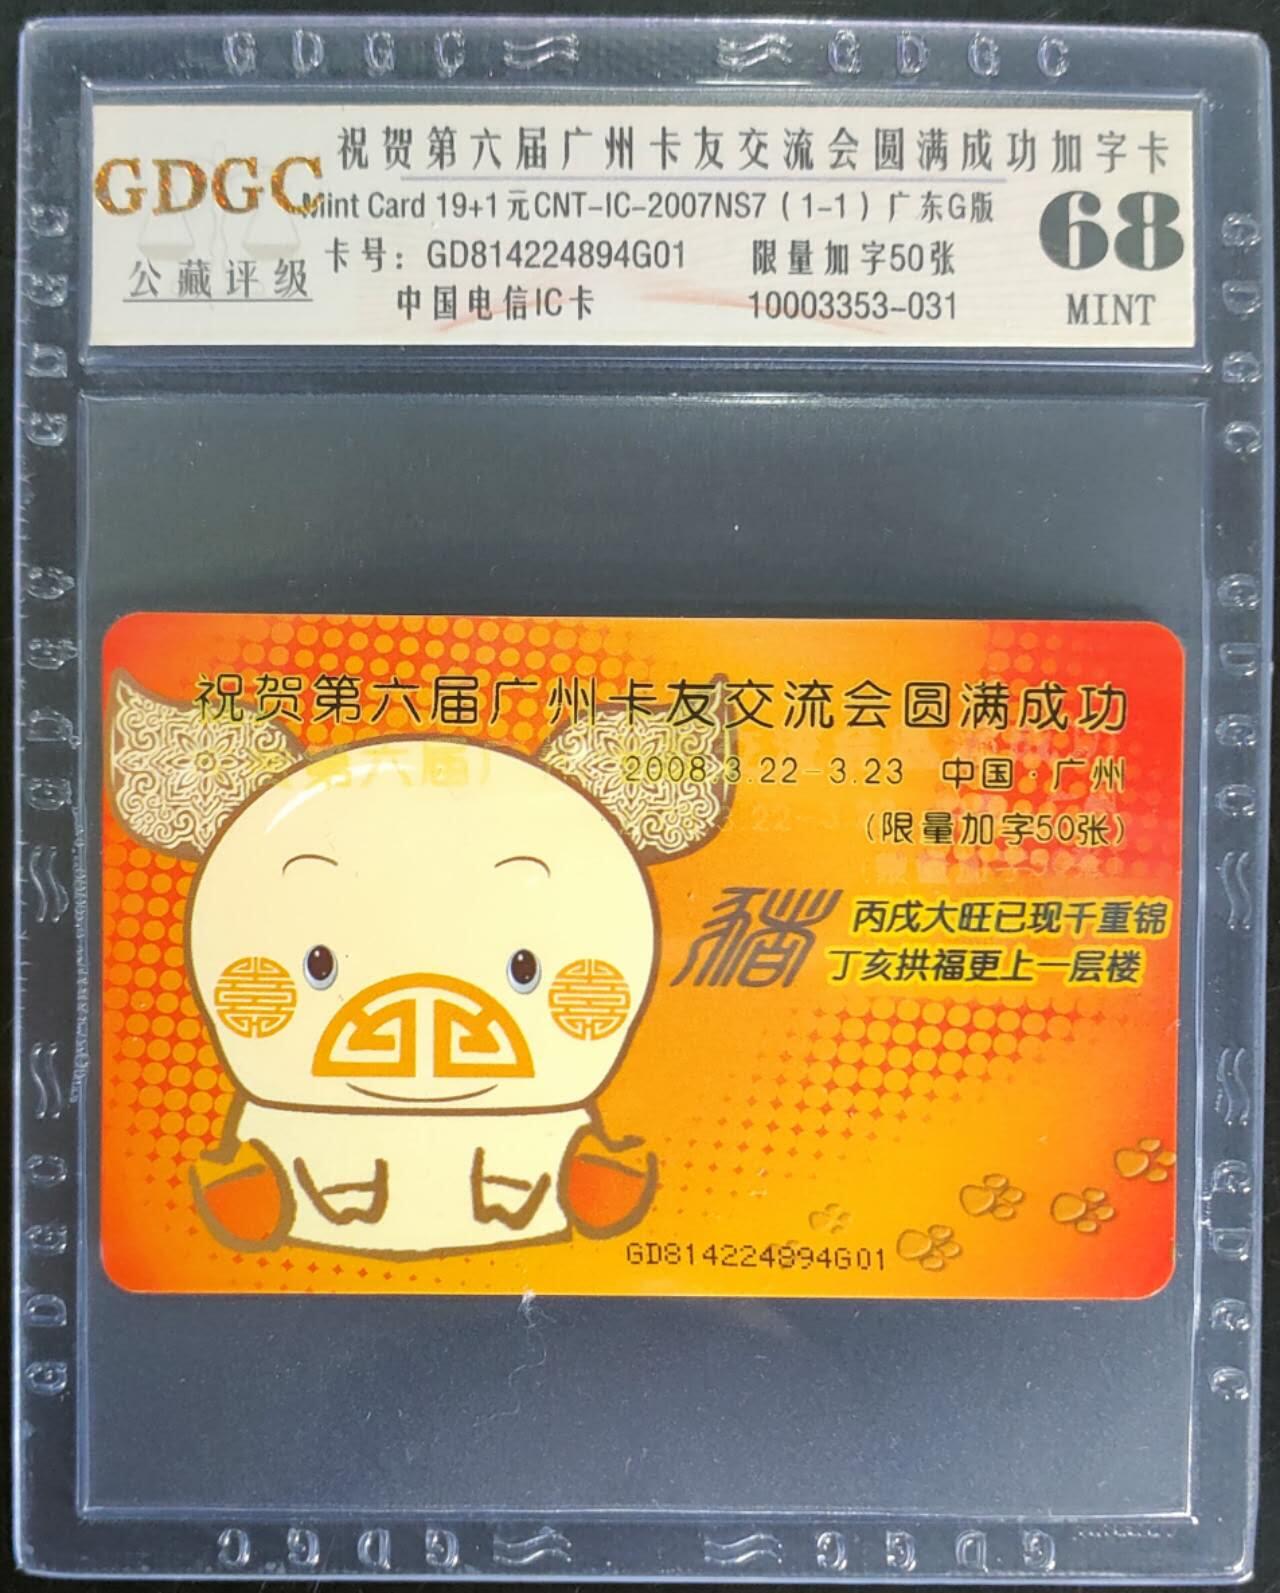 GDGC GDGC
祝贺第六届广州卡友交流会圆满成功加字卡
GDGC
Mint Card 19+1元CNT-IC-2007NS7（1-1）广东G版
68
公藏评级
卡号：GD814224894G01 限量加字50张
中国电信IC卡 10003353-031
MINT
祝贺第六届广州卡友交流会圆满成功
2008.3.22-3.23 中国·广州
(限量加字50张)
猪
丙戌大旺已现千重锦
丁亥拱福更上一层楼
GD814224894G01
GDGC GDGC